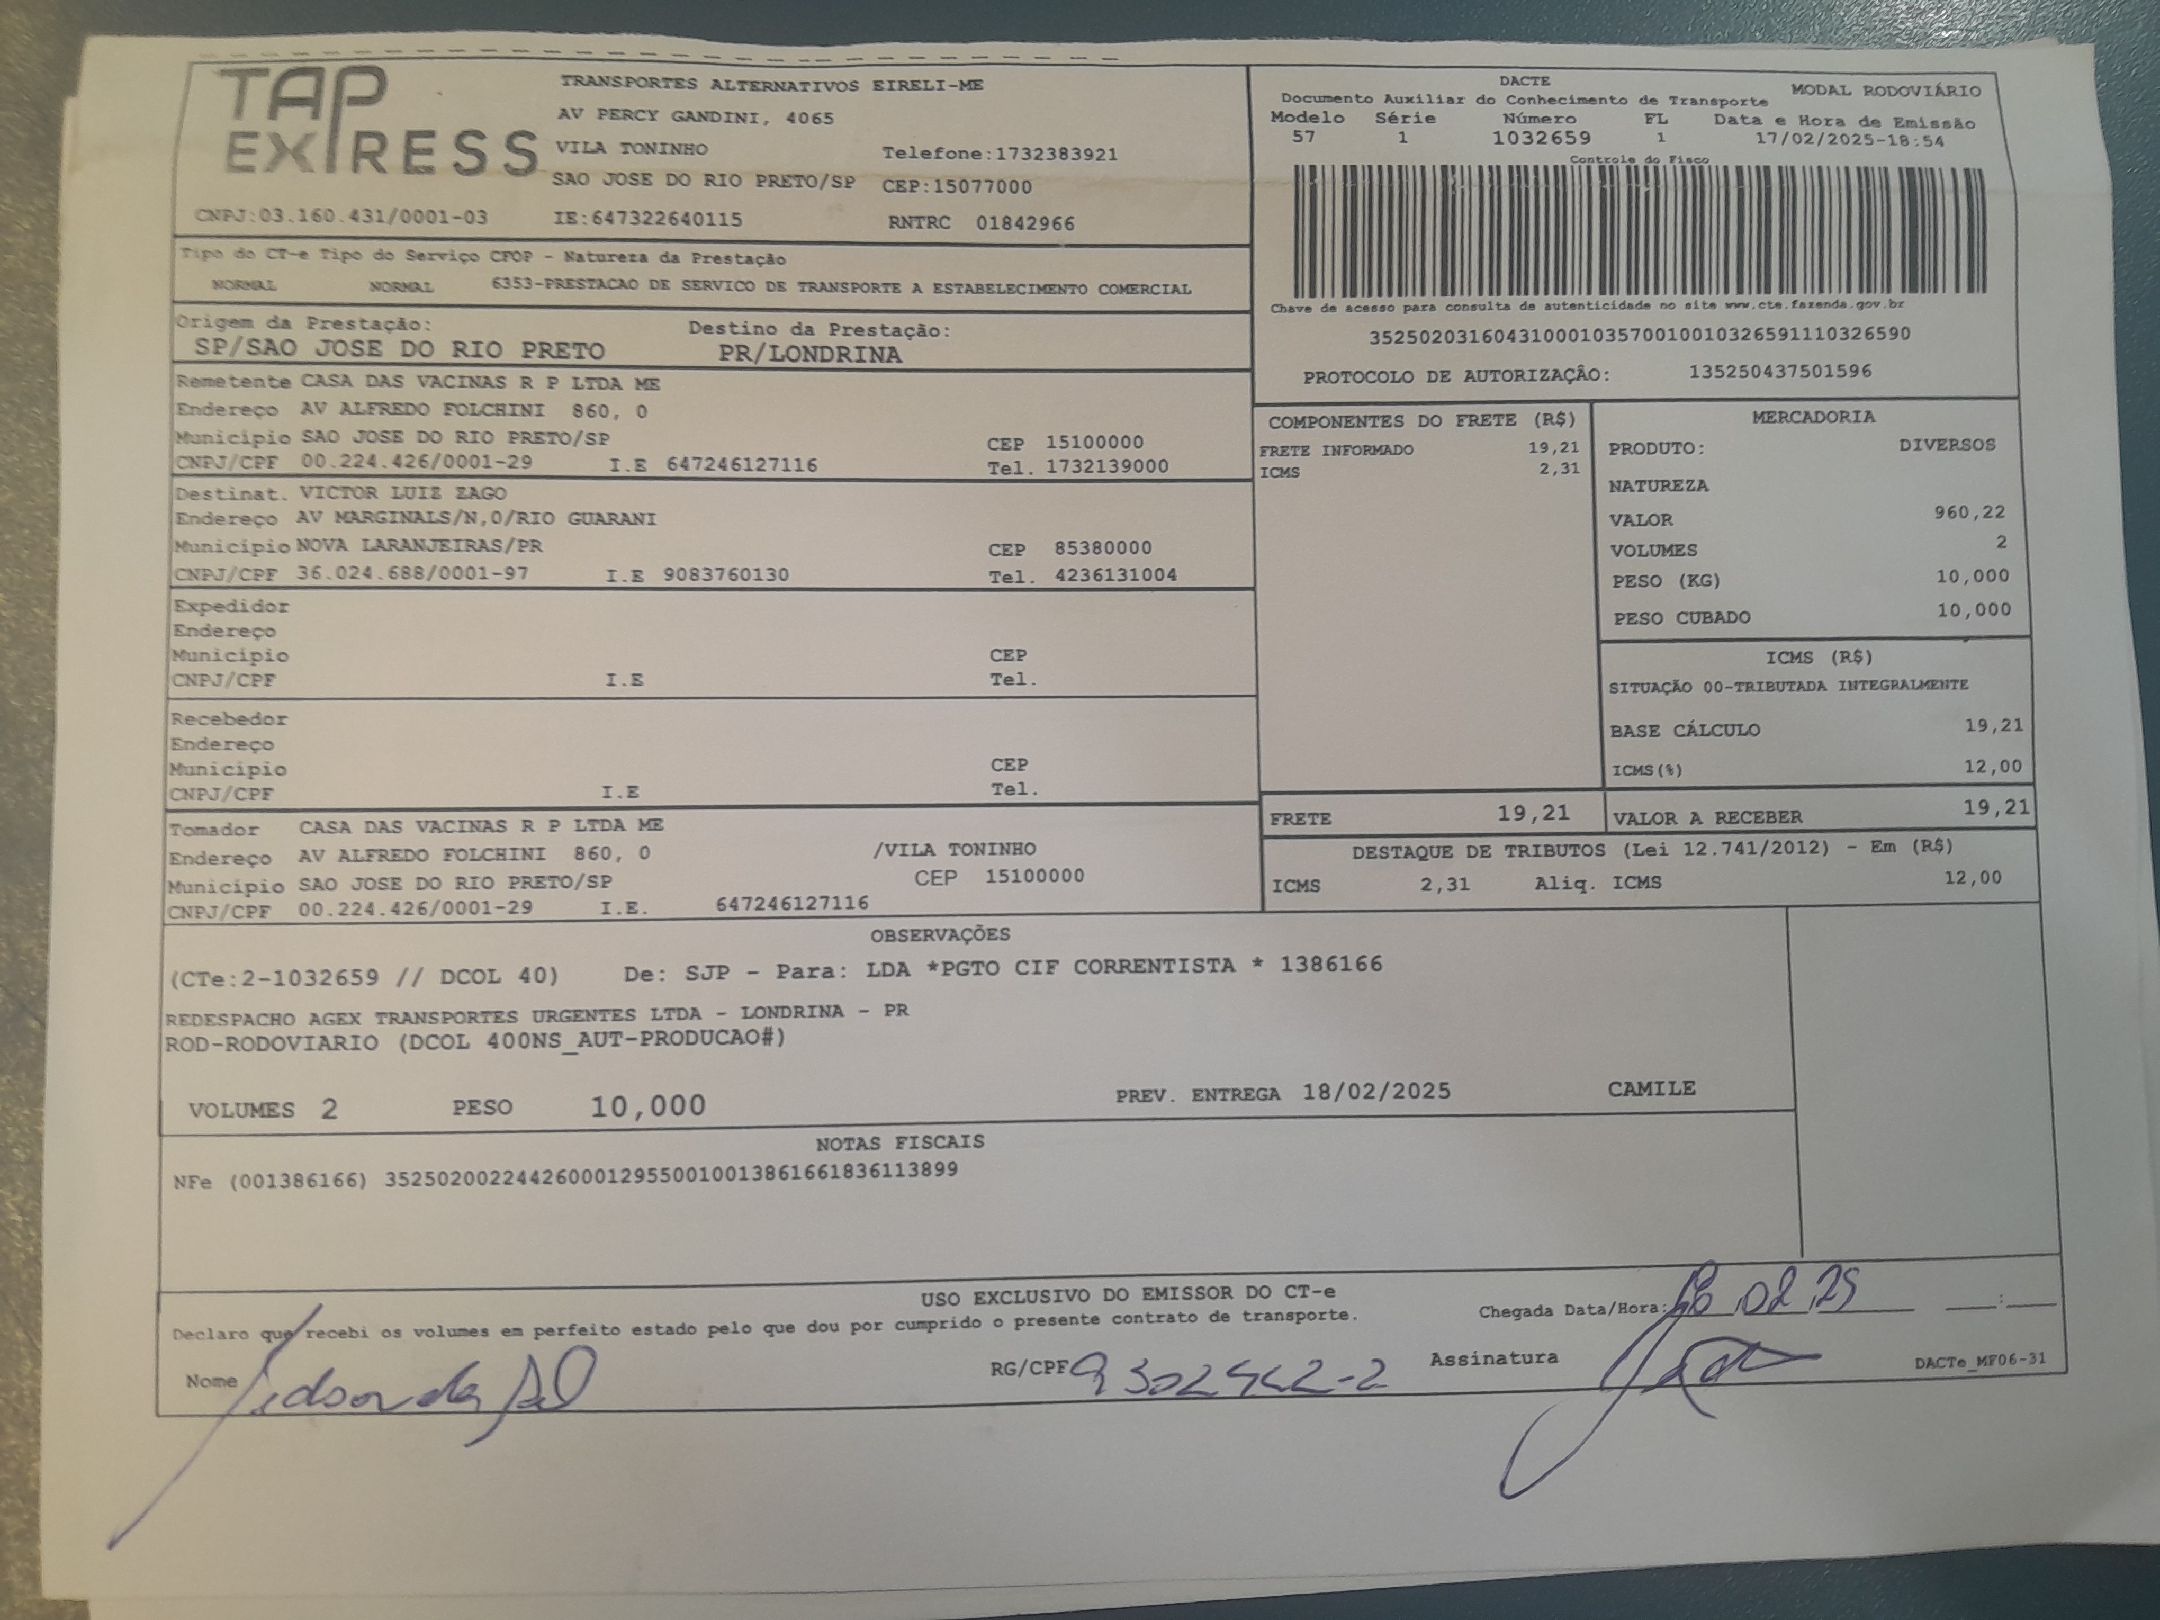 TAP EXPRESS
TRANSPORTES ALTERNATIVOS EIRELI-ME
AV PERCY GANDINI, 4065
VILA TONINHO Telefone:1732383921
SAO JOSE DO RIO PRETO/SP CEP:15077000
CNPJ:03.160.431/0001-03 IE:647322640115 RNTRC 01842966
DACTE MODAL RODOVIÁRIO
Documento Auxiliar do Conhecimento de Transporte
Modelo Série Número FL Data e Hora de Emissão
57 1 1032659 1 17/02/2025-18:54
Controle do Fisco
Chave de acesso para consulta de autenticidade no site www.cte.fazenda.gov.br
35250203160431000103570010010326591110326590
PROTOCOLO DE AUTORIZAÇÃO: 135250437501596
Tipo do CT-e Tipo do Serviço CFOP - Natureza da Prestação
NORMAL NORMAL 6353-PRESTACAO DE SERVICO DE TRANSPORTE A ESTABELECIMENTO COMERCIAL
Origem da Prestação: Destino da Prestação:
SP/SAO JOSE DO RIO PRETO PR/LONDRINA
Remetente CASA DAS VACINAS R P LTDA ME
Endereço AV ALFREDO FOLCHINI 860, 0
Município SAO JOSE DO RIO PRETO/SP CEP 15100000
CNPJ/CPF 00.224.426/0001-29 I.E 647246127116 Tel. 1732139000
Destinat. VICTOR LUIZ ZAGO
Endereço AV MARGINALS/N,0/RIO GUARANI
Município NOVA LARANJEIRAS/PR CEP 85380000
CNPJ/CPF 36.024.688/0001-97 I.E 9083760130 Tel. 4236131004
Expedidor
Endereço
Município CEP
CNPJ/CPF I.E Tel.
Recebedor
Endereço
Município CEP
CNPJ/CPF I.E Tel.
Tomador CASA DAS VACINAS R P LTDA ME
Endereço AV ALFREDO FOLCHINI 860, 0 /VILA TONINHO
Município SAO JOSE DO RIO PRETO/SP CEP 15100000
CNPJ/CPF 00.224.426/0001-29 I.E. 647246127116
COMPONENTES DO FRETE (R$)
FRETE INFORMADO 19,21
ICMS 2,31
MERCADORIA
PRODUTO: DIVERSOS
NATUREZA
VALOR 960,22
VOLUMES 2
PESO (KG) 10,000
PESO CUBADO 10,000
ICMS (R$)
SITUAÇÃO 00-TRIBUTADA INTEGRALMENTE
BASE CÁLCULO 19,21
ICMS(%) 12,00
FRETE 19,21 VALOR A RECEBER 19,21
DESTAQUE DE TRIBUTOS (Lei 12.741/2012) - Em (R$)
ICMS 2,31 Aliq. ICMS 12,00
OBSERVAÇÕES
(CTe:2-1032659 // DCOL 40) De: SJP - Para: LDA *PGTO CIF CORRENTISTA * 1386166
REDESPACHO AGEX TRANSPORTES URGENTES LTDA - LONDRINA - PR
ROD-RODOVIARIO (DCOL 400NS_AUT-PRODUCAO#)
VOLUMES 2 PESO 10,000 PREV. ENTREGA 18/02/2025 CAMILE
NOTAS FISCAIS
NFe (001386166) 35250200224426000129550010013861661836113899
USO EXCLUSIVO DO EMISSOR DO CT-e
Declaro que recebi os volumes em perfeito estado pelo que dou por cumprido o presente contrato de transporte.
Chegada Data/Hora: 02 25 :
Nome RG/CPF Assinatura DACTe_MF06-31